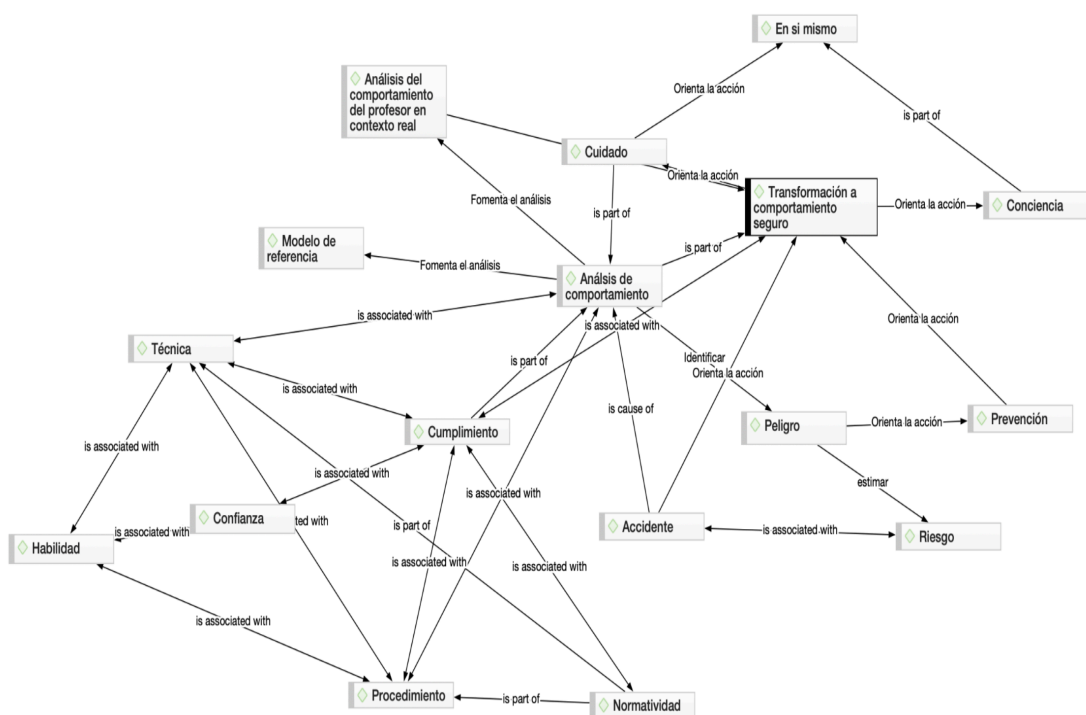 En si mismo
Análisis del
comportamiento
del profesor en
contexto real
Orienta la acción
is part of
Cuidado
Orienta la acción
Transformación a
comportamiento
seguro
Orienta la acción
Conciencia
Fomenta el análisis
is part of
Modelo de
referencia
is part of
Fomenta el análisis
Análsis de
comportamiento
is associated with
is associated with
Orienta la acción
Técnica
is part of
Identificar
Orienta la acción
is associated with
is cause of
Peligro
Orienta la acción
Prevención
Cumplimiento
is associated with
is associated with
is associated with
estimar
Confianza
ted with
is part of
Accidente
is associated with
Riesgo
is associated with
Habilidad
is associated with
is associated with
is associated with
Procedimiento
is part of
Normatividad